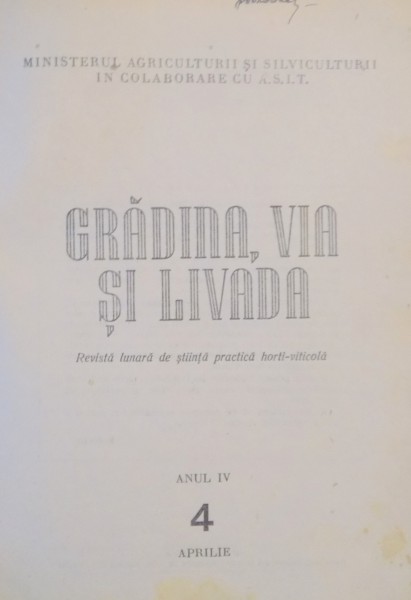 MINISTERUL AGRICULTURII ȘI SILVICULTURII
IN COLABORARE CU A.S.I.T.
GRĂDINA, VIA
ȘI LIVADA
Revistă lunară de știință practică horti-viticolă
ANUL IV
4
APRILIE